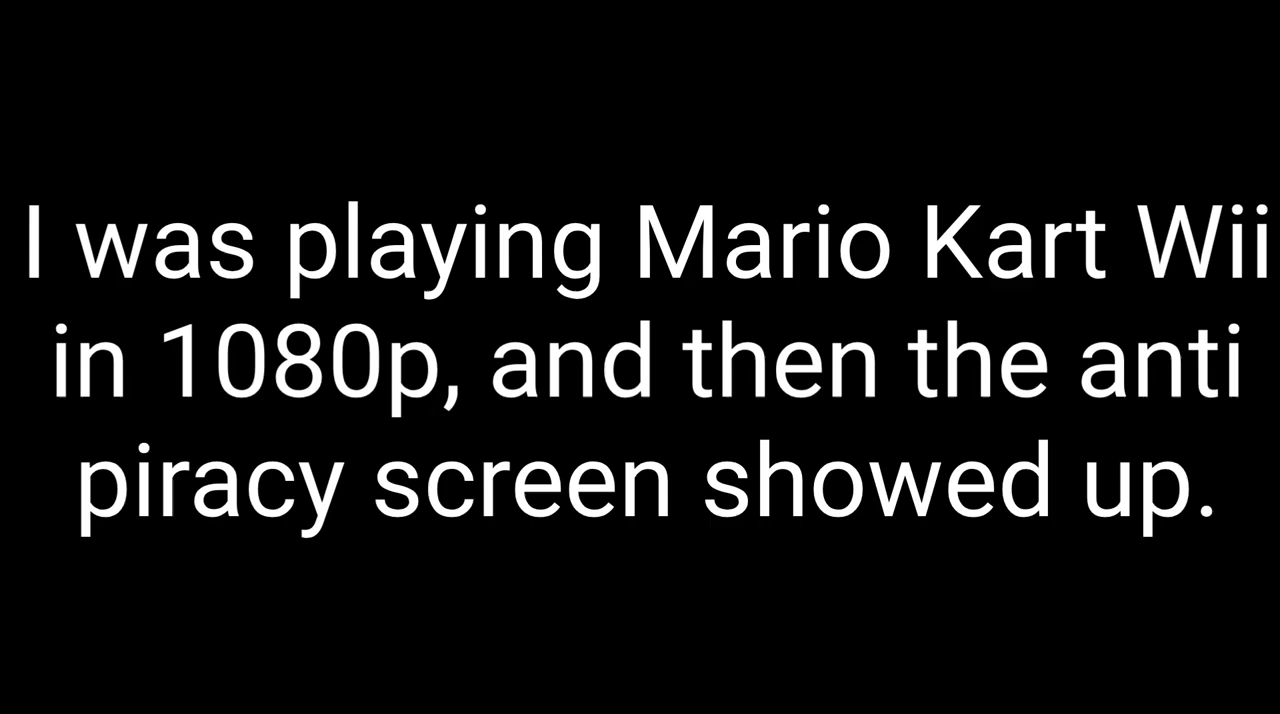 I was playing Mario Kart Wii
in 1080p, and then the anti
piracy screen showed up.